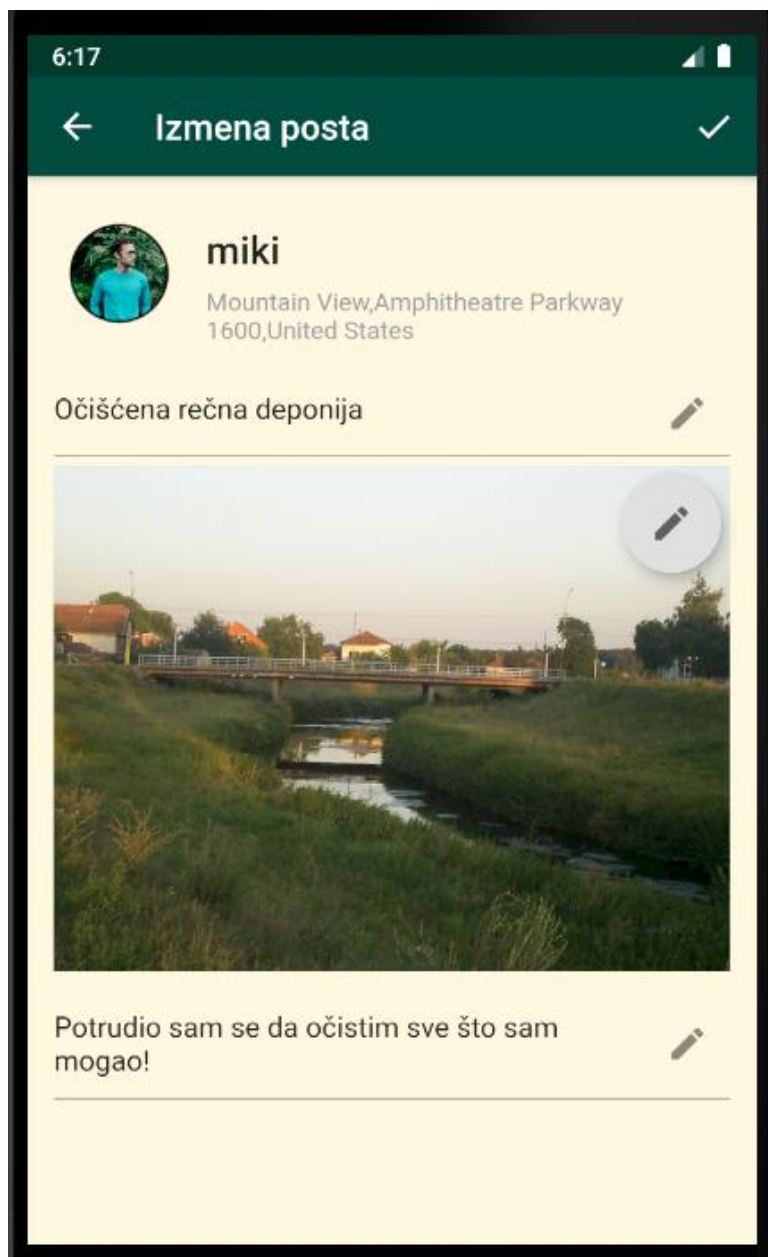 6:17
Izmena posta
miki
Mountain View,Amphitheatre Parkway
1600,United States
Očišćena rečna deponija
Potrudio sam se da očistim sve što sam
mogao!